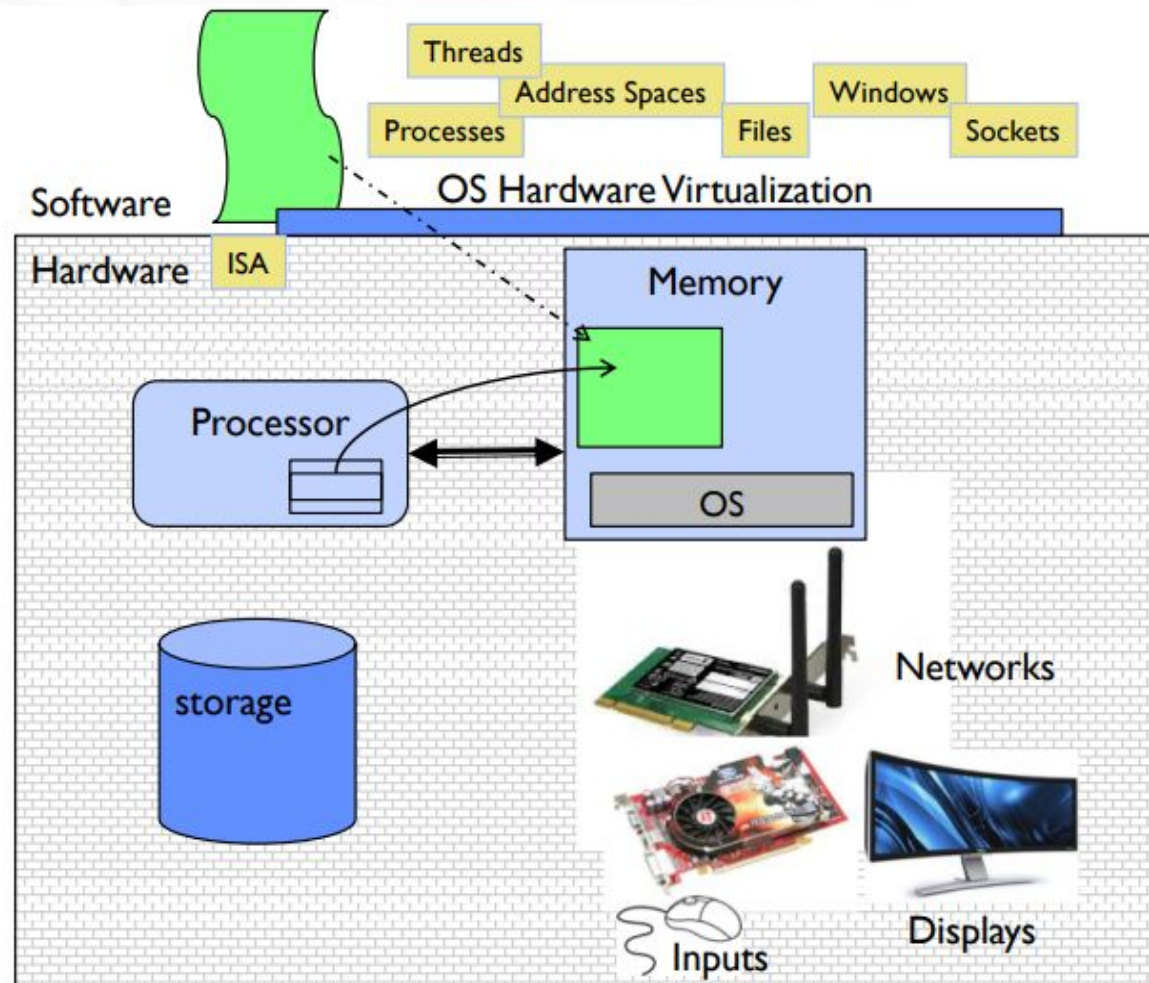 Threads
Address Spaces
Windows
Processes
Files
Sockets
OS Hardware Virtualization
Software
Hardware
ISA
Memory
Processor
OS
storage
Networks
Displays
Inputs